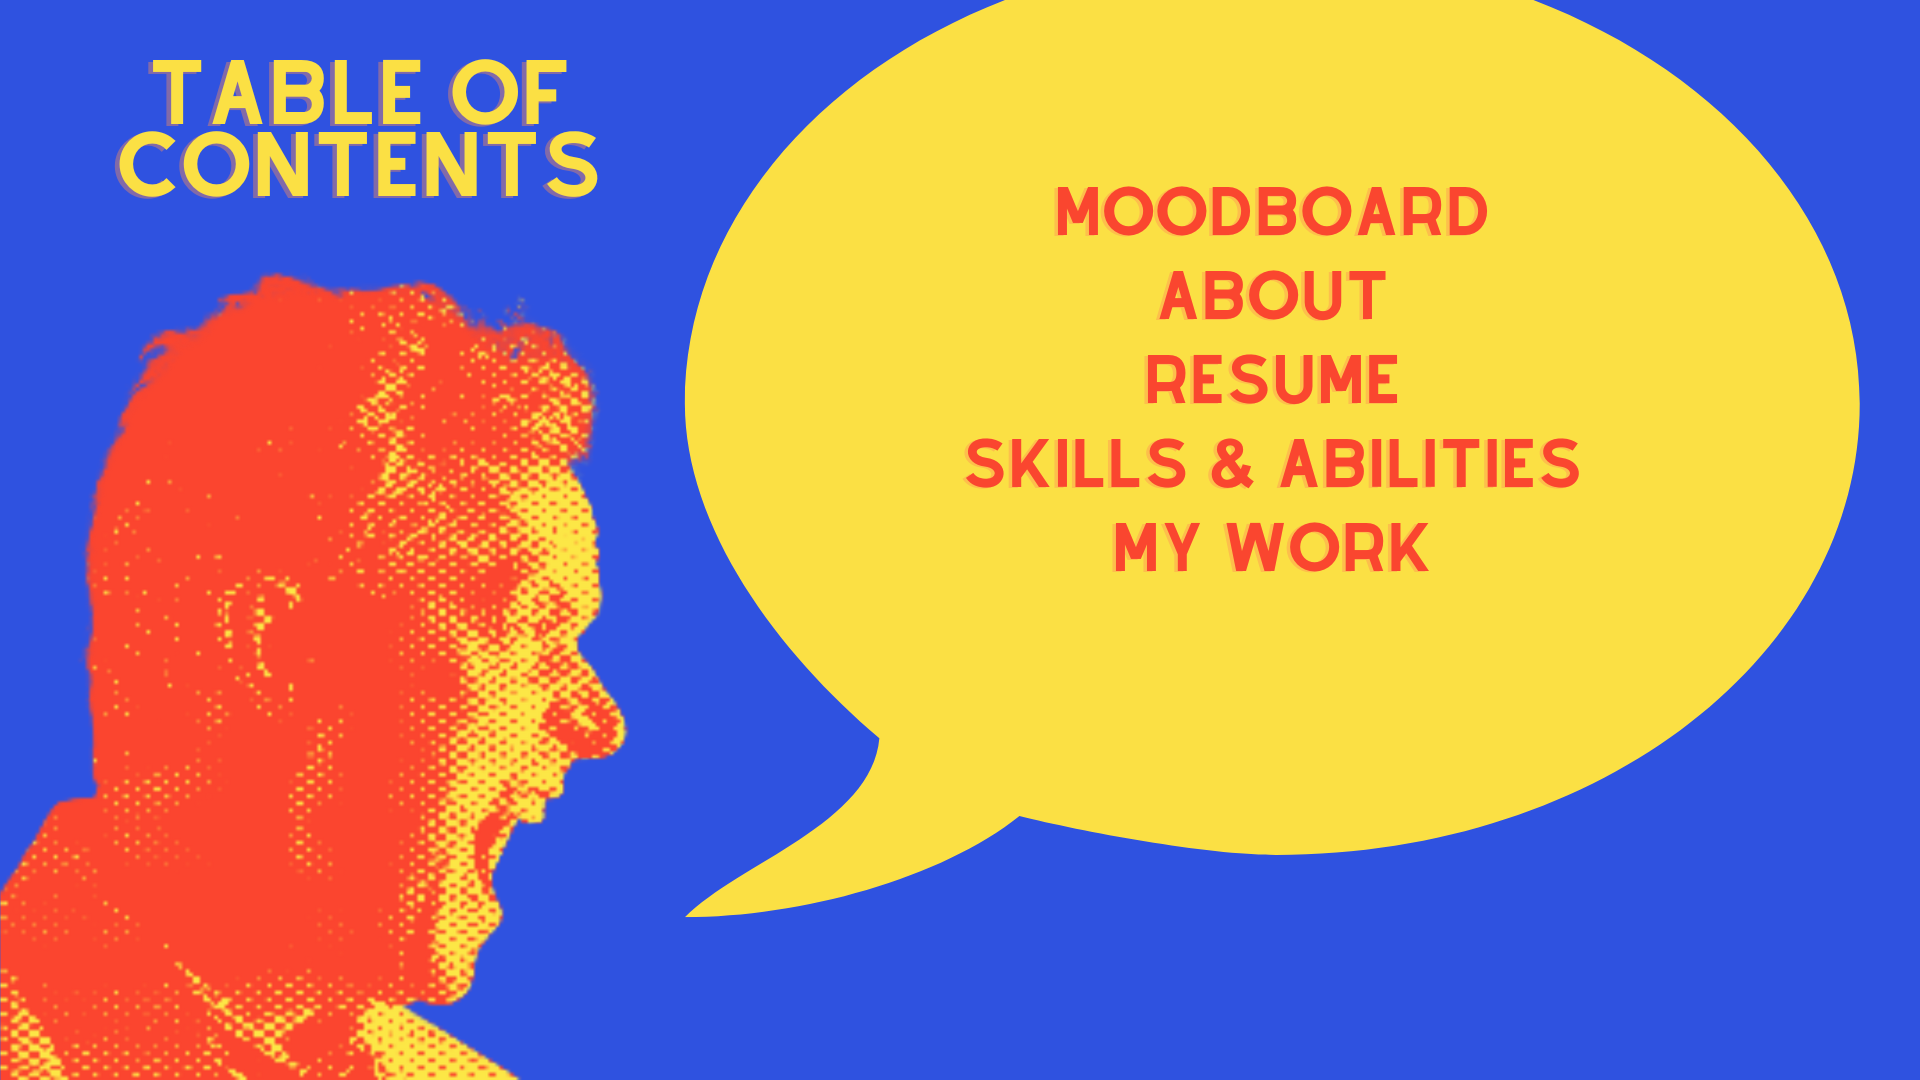 TABLE OF
CONTENTS
MOODBOARD
ABOUT
RESUME
SKILLS & ABILITIES
MY WORK